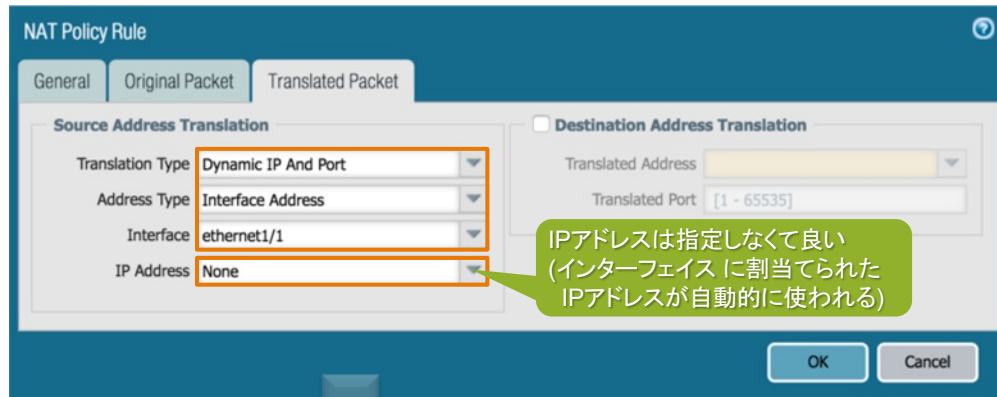 NAT Policy Rule
General Original Packet Translated Packet
Source Address Translation
Translation Type Dynamic IP And Port
Address Type Interface Address
Interface ethernet1/1
IP Address None
Destination Address Translation
Translated Address
Translated Port [1 - 65535]
IPアドレスは指定しなくて良い
(インターフェイス に割当てられた
IPアドレスが自動的に使われる)
OK Cancel